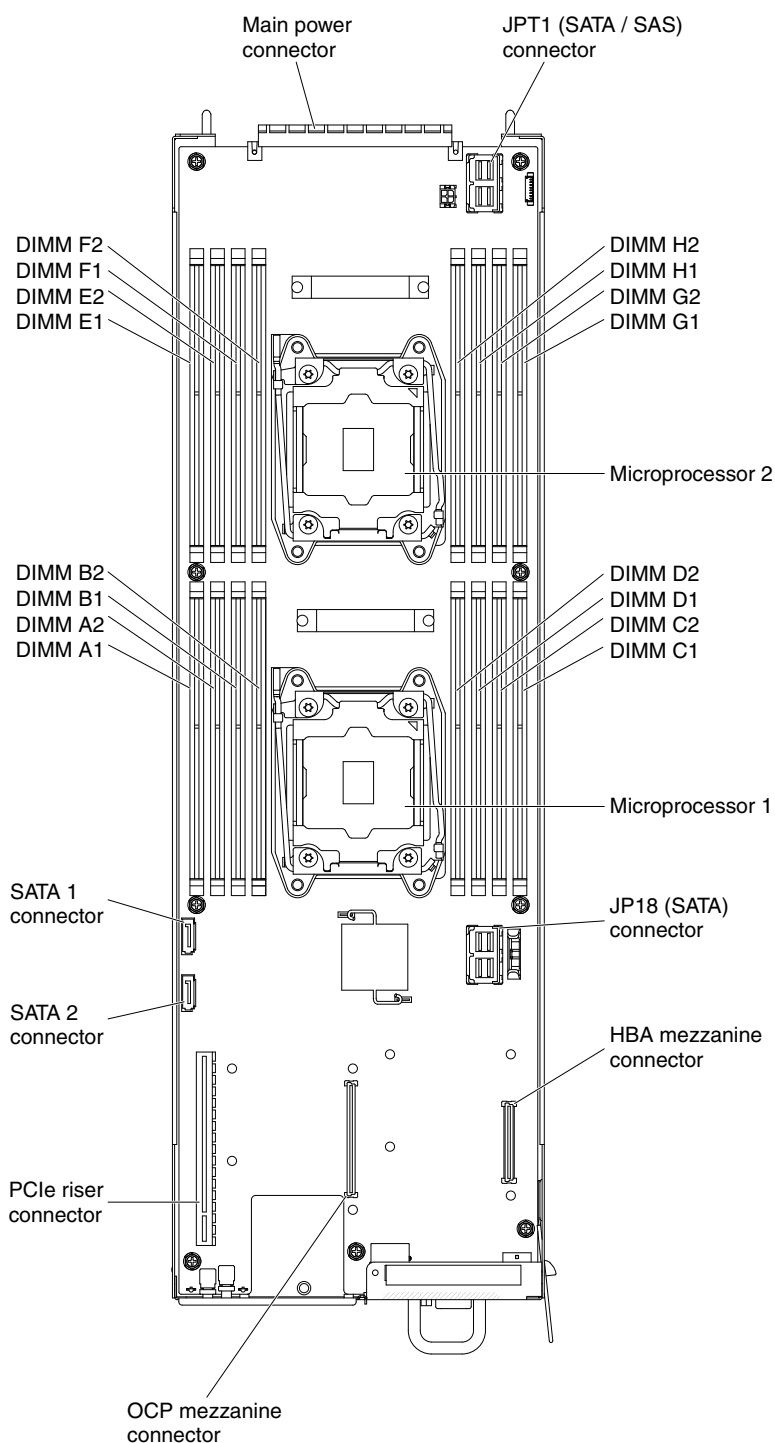 Main power
connector
JPT1 (SATA / SAS)
connector
DIMM F2
DIMM F1
DIMM E2
DIMM E1
DIMM H2
DIMM H1
DIMM G2
DIMM G1
Microprocessor 2
DIMM B2
DIMM B1
DIMM A2
DIMM A1
DIMM D2
DIMM D1
DIMM C2
DIMM C1
Microprocessor 1
SATA 1
connector
JP18 (SATA)
connector
SATA 2
connector
HBA mezzanine
connector
PCIe riser
connector
OCP mezzanine
connector